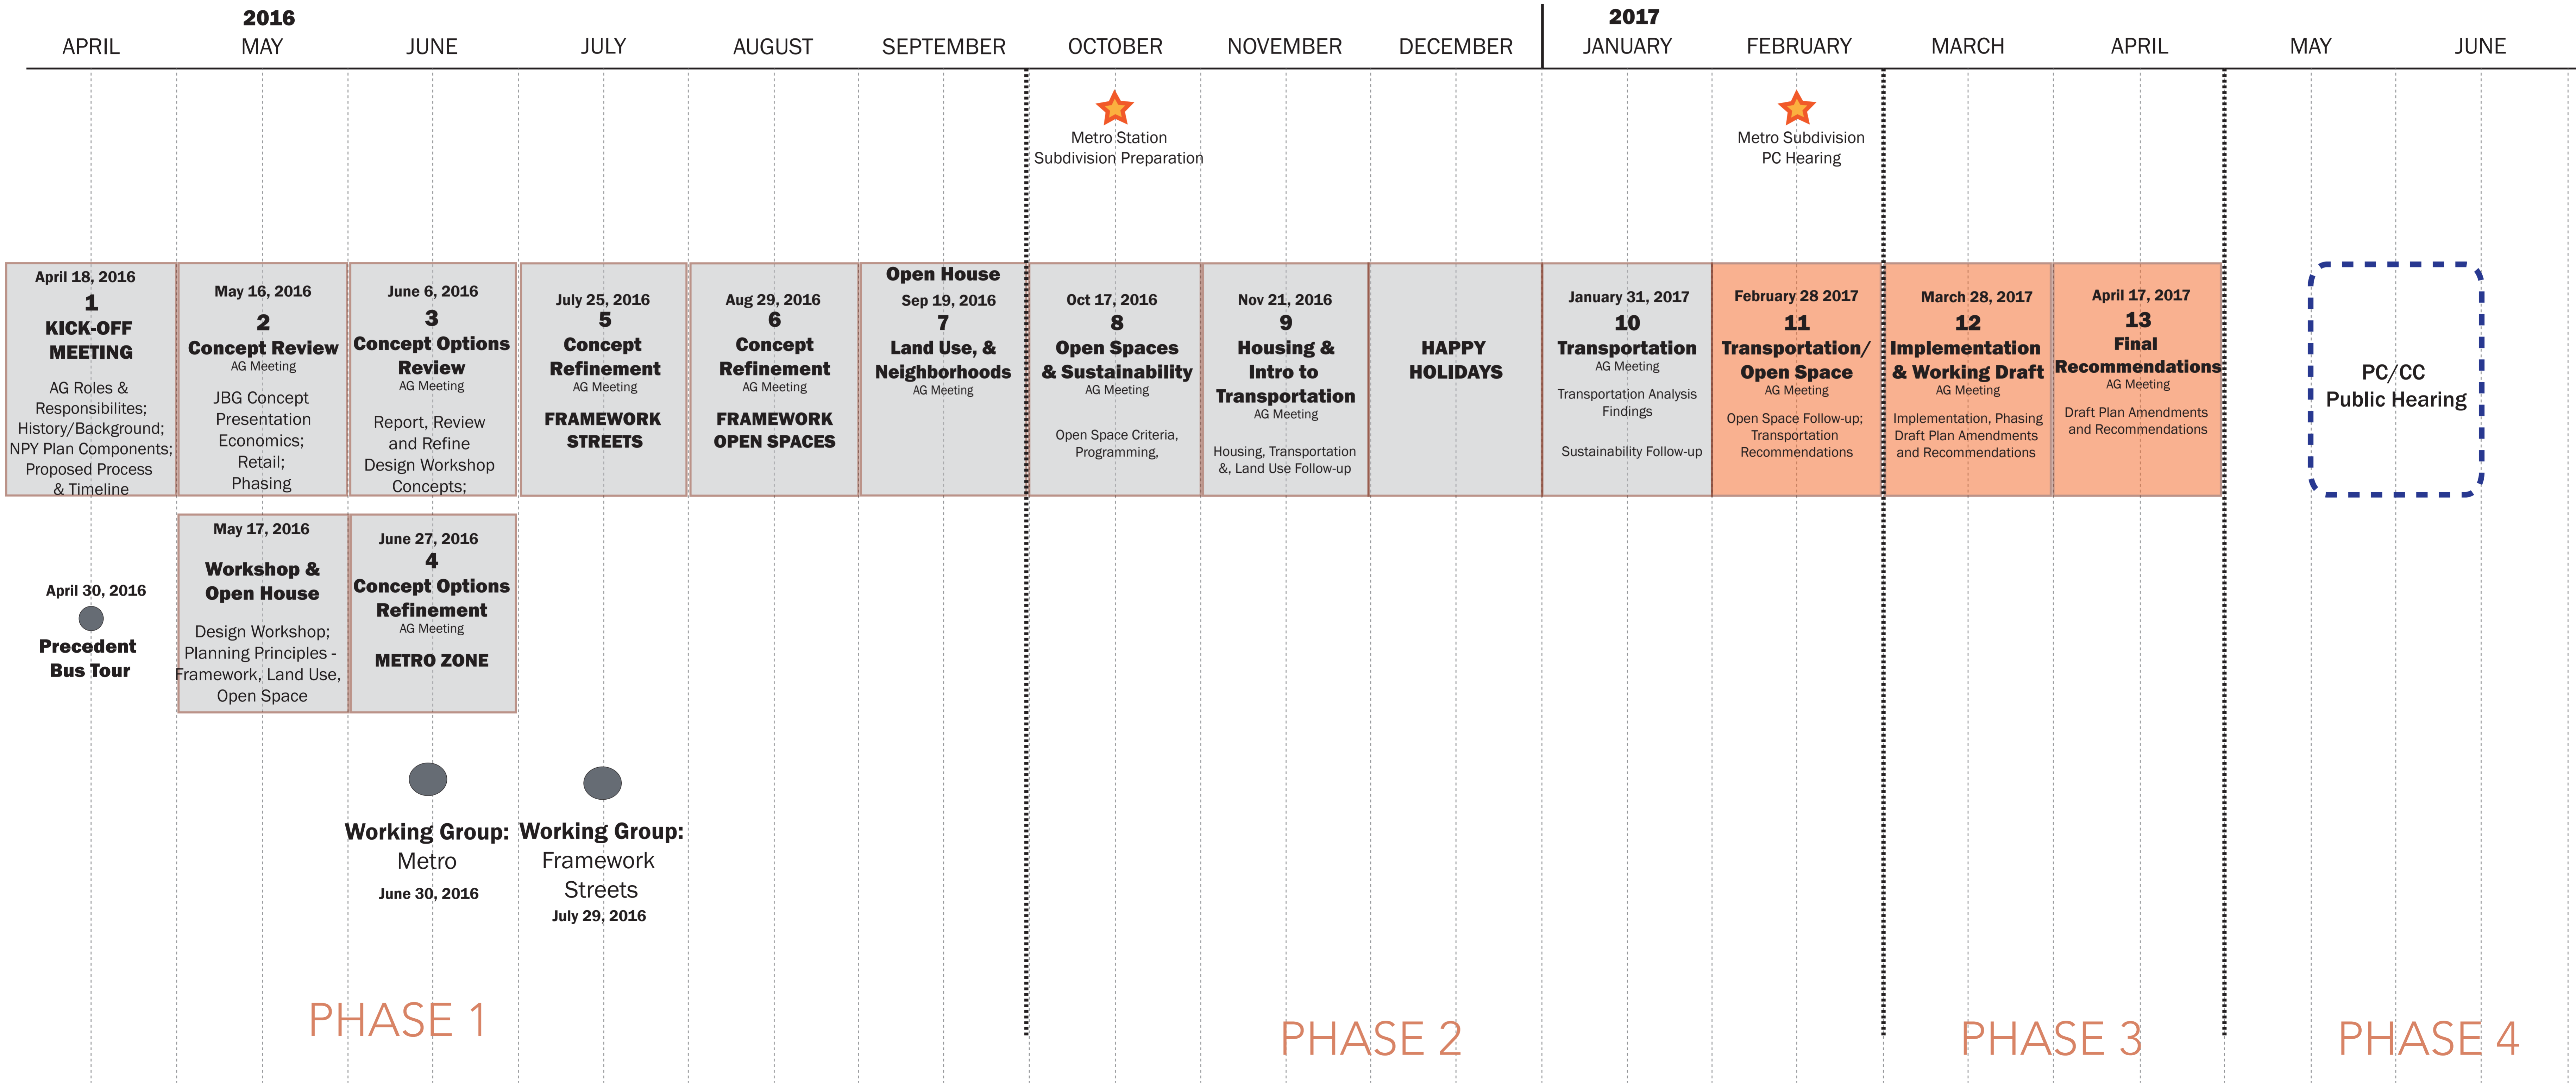 2016
2017
APRIL
MAY
JUNE
JULY
AUGUST
SEPTEMBER
OCTOBER
NOVEMBER
DECEMBER
JANUARY
FEBRUARY
MARCH
APRIL
MAY
JUNE
Metro Station
Subdivision Preparation
Metro Subdivision
PC Hearing
April 18, 2016
1
KICK-OFF
MEETING
AG Roles &
Responsibilites;
History/Background;
NPY Plan Components;
Proposed Process
& Timeline
May 16, 2016
2
Concept Review
AG Meeting
JBG Concept
Presentation
Economics;
Retail;
Phasing
June 6, 2016
3
Concept Options
Review
AG Meeting
Report, Review
and Refine
Design Workshop
Concepts;
July 25, 2016
5
Concept
Refinement
AG Meeting
FRAMEWORK
STREETS
Aug 29, 2016
6
Concept
Refinement
AG Meeting
FRAMEWORK
OPEN SPACES
Open House
Sep 19, 2016
7
Land Use, &
Neighborhoods
AG Meeting
Oct 17, 2016
8
Open Spaces
& Sustainability
AG Meeting
Open Space Criteria,
Programming,
Nov 21, 2016
9
Housing &
Intro to
Transportation
AG Meeting
Housing, Transportation
&, Land Use Follow-up
HAPPY
HOLIDAYS
January 31, 2017
10
Transportation
AG Meeting
Transportation Analysis
Findings
Sustainability Follow-up
February 28 2017
11
Transportation/
Open Space
AG Meeting
Open Space Follow-up;
Transportation
Recommendations
March 28, 2017
12
Implementation
& Working Draft
AG Meeting
Implementation, Phasing
Draft Plan Amendments
and Recommendations
April 17, 2017
13
Final
Recommendations
AG Meeting
Draft Plan Amendments
and Recommendations
PC/CC
Public Hearing
April 30, 2016
Precedent
Bus Tour
May 17, 2016
Workshop &
Open House
Design Workshop;
Planning Principles -
Framework, Land Use,
Open Space
June 27, 2016
4
Concept Options
Refinement
AG Meeting
METRO ZONE
Working Group:
Metro
June 30, 2016
Working Group:
Framework
Streets
July 29, 2016
PHASE 1
PHASE 2
PHASE 3
PHASE 4